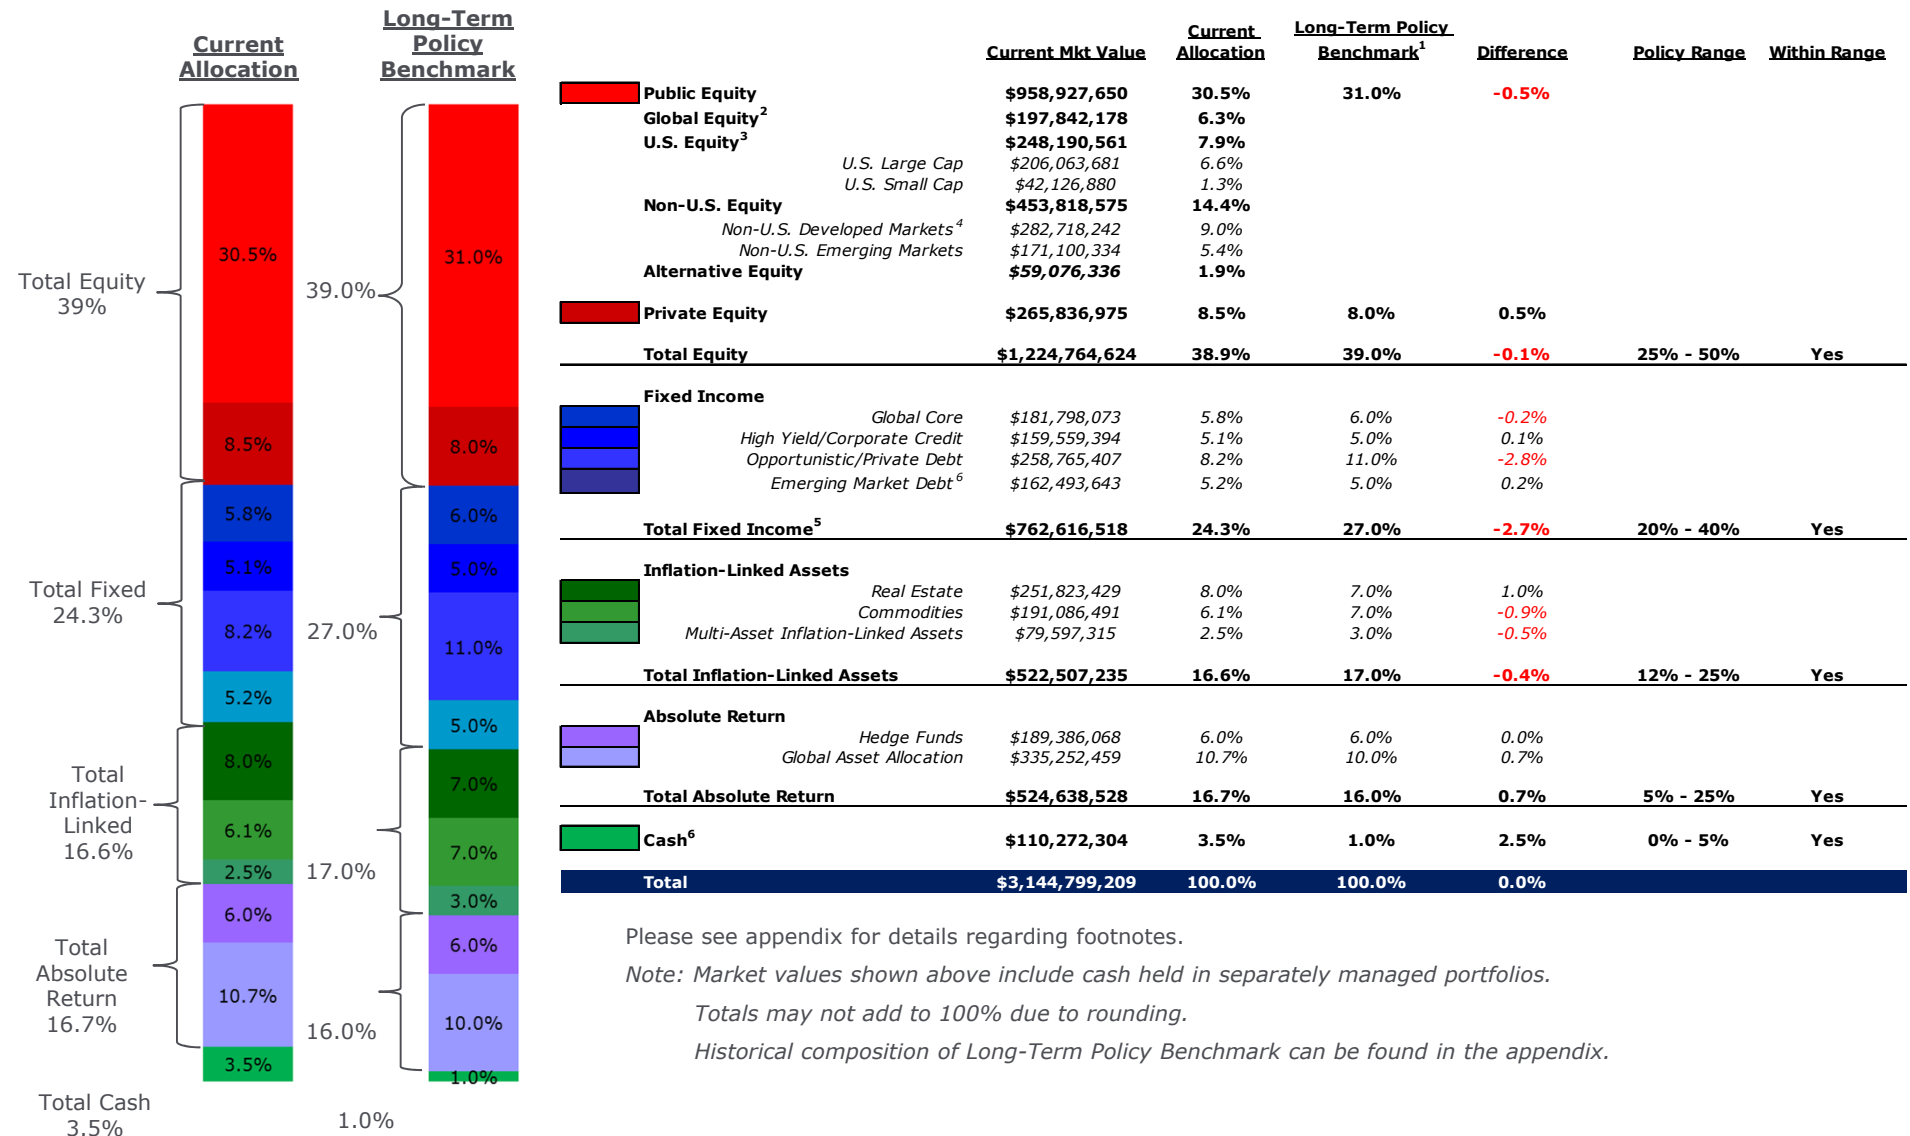 Current
Allocation
Long-Term
Policy
Benchmark
30.5%
8.5%
5.8%
5.1%
8.2%
5.2%
8.0%
6.1%
2.5%
6.0%
10.7%
3.5%
31.0%
8.0%
6.0%
5.0%
11.0%
5.0%
7.0%
7.0%
3.0%
6.0%
10.0%
1.0%
Total Equity
39%
Total Fixed
24.3%
Total
Inflation-
Linked
16.6%
Total
Absolute
Return
16.7%
Total Cash
3.5%
39.0%
27.0%
17.0%
16.0%
1.0%
Current Mkt Value Current Allocation Long-Term Policy Benchmark¹ Difference Policy Range Within Range
Public Equity $958,927,650 30.5% 31.0% -0.5%
Global Equity² $197,842,178 6.3%
U.S. Equity³ $248,190,561 7.9%
U.S. Large Cap $206,063,681 6.6%
U.S. Small Cap $42,126,880 1.3%
Non-U.S. Equity $453,818,575 14.4%
Non-U.S. Developed Markets⁴ $282,718,242 9.0%
Non-U.S. Emerging Markets $171,100,334 5.4%
Alternative Equity $59,076,336 1.9%
Private Equity $265,836,975 8.5% 8.0% 0.5%
Total Equity $1,224,764,624 38.9% 39.0% -0.1% 25% - 50% Yes
Fixed Income
Global Core $181,798,073 5.8% 6.0% -0.2%
High Yield/Corporate Credit $159,559,394 5.1% 5.0% 0.1%
Opportunistic/Private Debt $258,765,407 8.2% 11.0% -2.8%
Emerging Market Debt⁶ $162,493,643 5.2% 5.0% 0.2%
Total Fixed Income⁵ $762,616,518 24.3% 27.0% -2.7% 20% - 40% Yes
Inflation-Linked Assets
Real Estate $251,823,429 8.0% 7.0% 1.0%
Commodities $191,086,491 6.1% 7.0% -0.9%
Multi-Asset Inflation-Linked Assets $79,597,315 2.5% 3.0% -0.5%
Total Inflation-Linked Assets $522,507,235 16.6% 17.0% -0.4% 12% - 25% Yes
Absolute Return
Hedge Funds $189,386,068 6.0% 6.0% 0.0%
Global Asset Allocation $335,252,459 10.7% 10.0% 0.7%
Total Absolute Return $524,638,528 16.7% 16.0% 0.7% 5% - 25% Yes
Cash⁶ $110,272,304 3.5% 1.0% 2.5% 0% - 5% Yes
Total $3,144,799,209 100.0% 100.0% 0.0%
Please see appendix for details regarding footnotes.
Note: Market values shown above include cash held in separately managed portfolios.
Totals may not add to 100% due to rounding.
Historical composition of Long-Term Policy Benchmark can be found in the appendix.